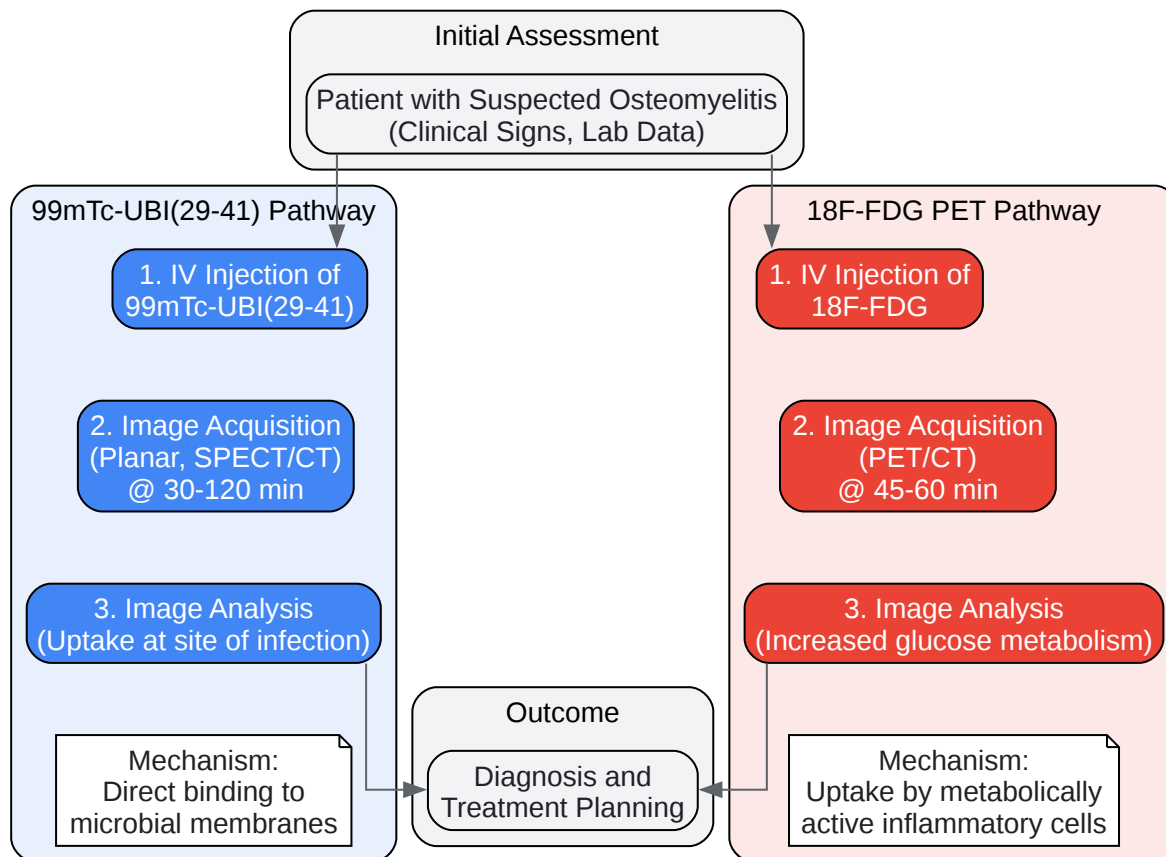 Initial Assessment
Patient with Suspected Osteomyelitis
(Clinical Signs, Lab Data)
99mTc-UBI(29-41) Pathway
1. IV Injection of
99mTc-UBI(29-41)
2. Image Acquisition
(Planar, SPECT/CT)
@ 30-120 min
3. Image Analysis
(Uptake at site of infection)
Mechanism:
Direct binding to
microbial membranes
18F-FDG PET Pathway
1. IV Injection of
18F-FDG
2. Image Acquisition
(PET/CT)
@ 45-60 min
3. Image Analysis
(Increased glucose metabolism)
Mechanism:
Uptake by metabolically
active inflammatory cells
Outcome
Diagnosis and
Treatment Planning